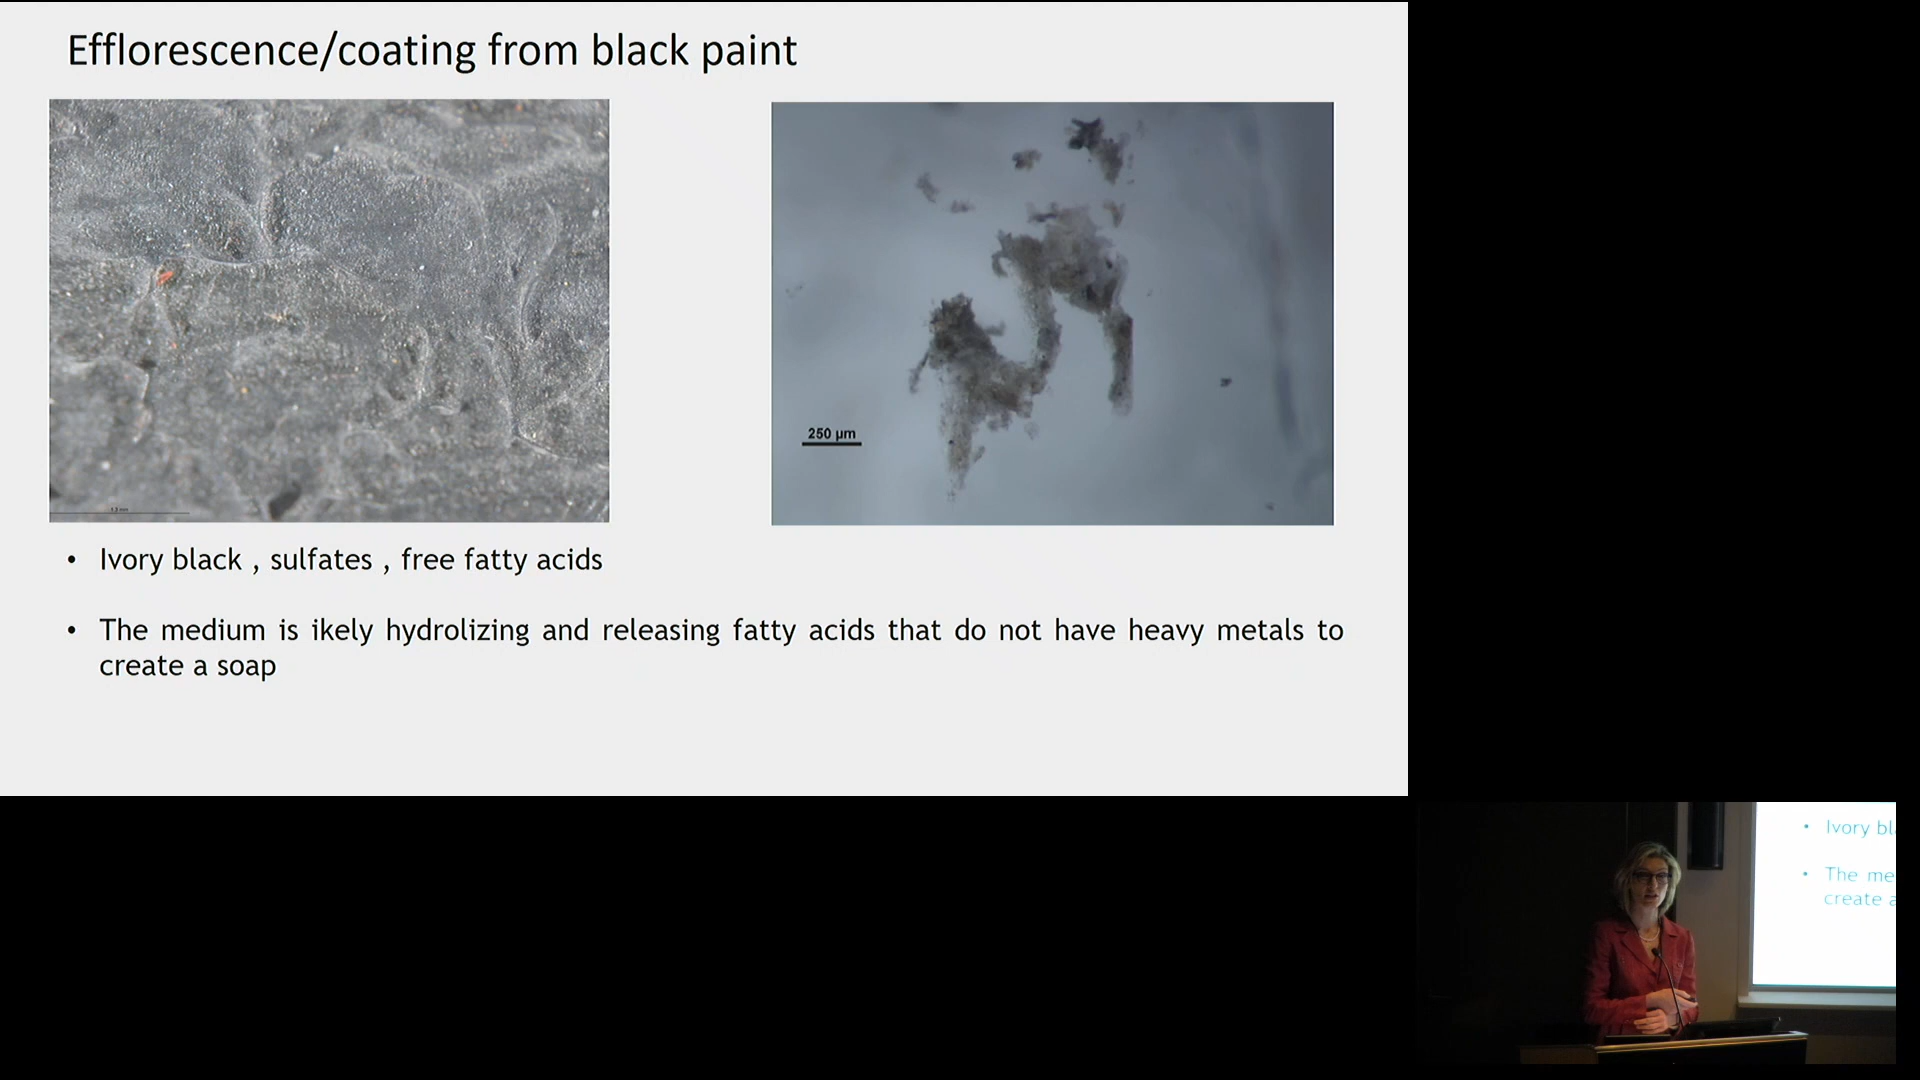 Efflorescence/coating from black paint
250 µm
• Ivory black , sulfates , free fatty acids
• The medium is ikely hydrolizing and releasing fatty acids that do not have heavy metals to
create a soap
• Ivory bl
• The me
create a